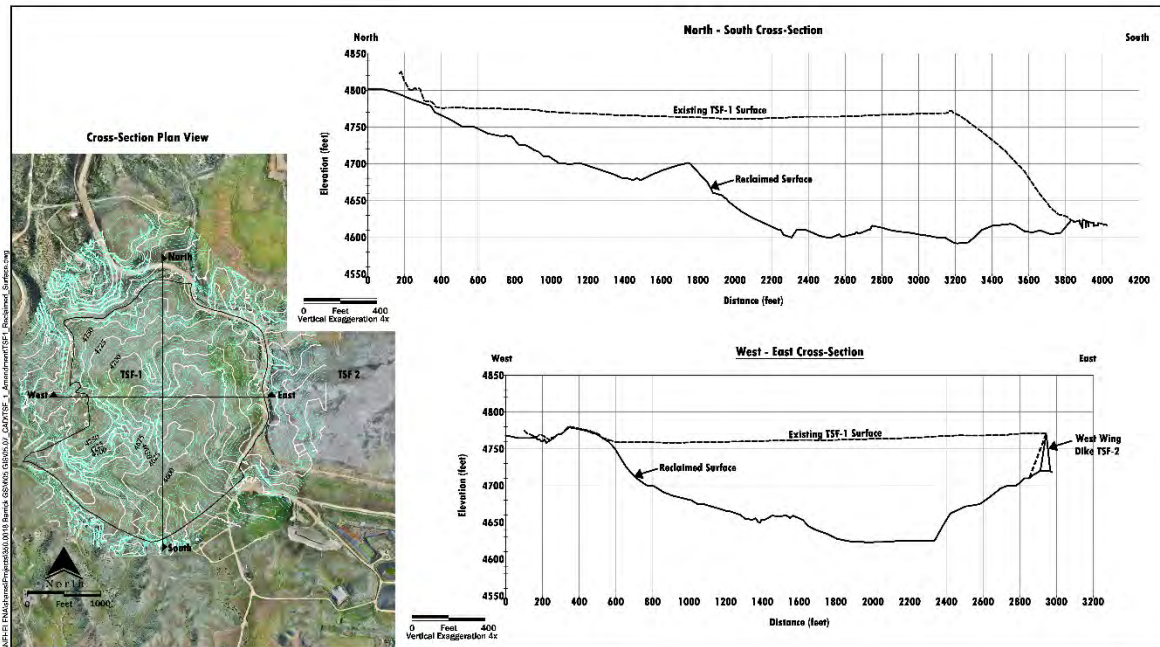 North - South Cross-Section
North
South
4850
4800
4750
4700
4650
4600
4550
Elevation (feet)
Existing TSF-1 Surface
Reclaimed Surface
0 200 400 600 800 1000 1200 1400 1600 1800 2000 2200 2400 2600 2800 3000 3200 3400 3600 3800 4000 4200
Distance (feet)
0 Feet 400
Vertical Exaggeration 4x
Cross-Section Plan View
North
4750
4725
4700
TSF-1
TSF 2
West
East
4600
South
North
0 Feet 1000
West - East Cross-Section
West
East
4850
4800
4750
4700
4650
4600
4550
Elevation (feet)
Existing TSF-1 Surface
Reclaimed Surface
West Wing
Dike TSF-2
0 200 400 600 800 1000 1200 1400 1600 1800 2000 2200 2400 2600 2800 3000 3200
Distance (feet)
0 Feet 400
Vertical Exaggeration 4x